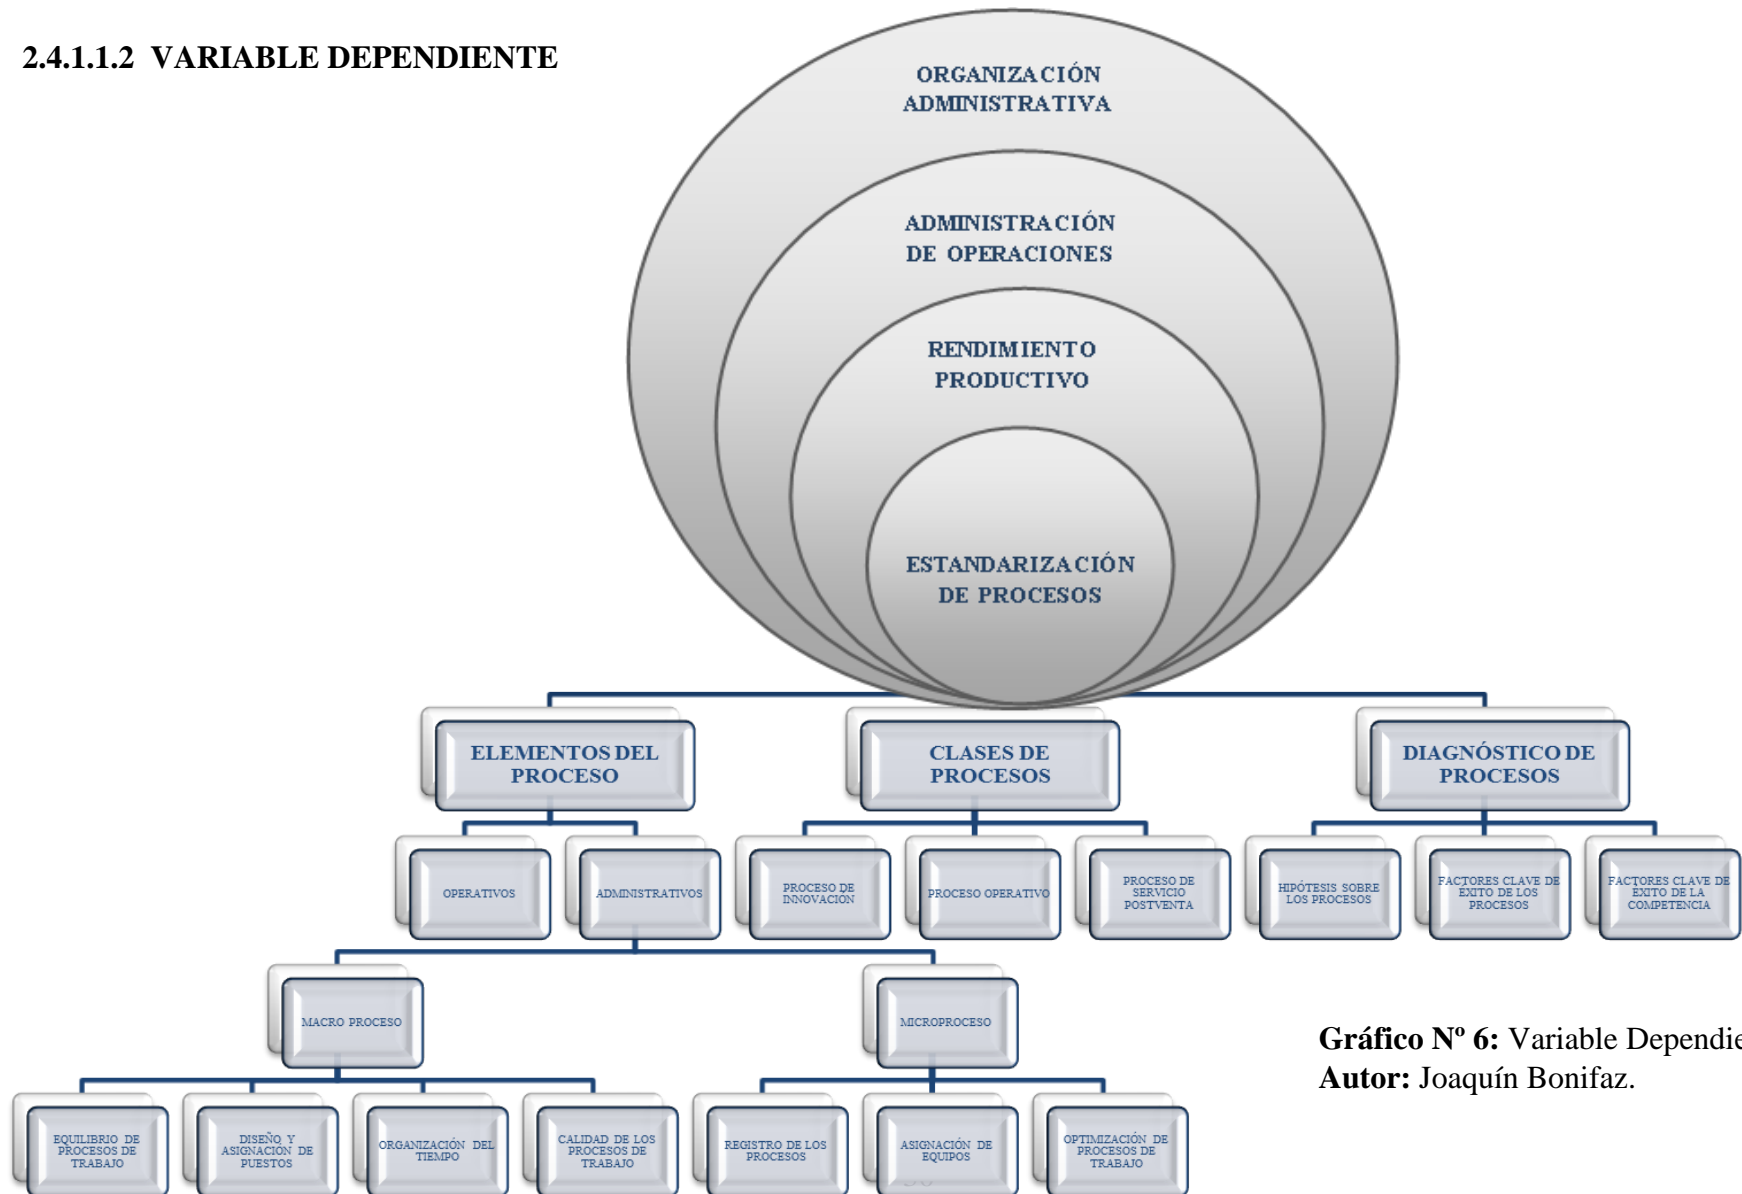 2.4.1.1.2 VARIABLE DEPENDIENTE
ORGANIZACIÓN
ADMINISTRATIVA
ADMINISTRACIÓN
DE OPERACIONES
RENDIMIENTO
PRODUCTIVO
ESTANDARIZACIÓN
DE PROCESOS
ELEMENTOS DEL
PROCESO
CLASES DE
PROCESOS
DIAGNÓSTICO DE
PROCESOS
OPERATIVOS
ADMINISTRATIVOS
PROCESO DE
INNOVACIÓN
PROCESO OPERATIVO
PROCESO DE
SERVICIO
POSTVENTA
HIPÓTESIS SOBRE
LOS PROCESOS
FACTORES CLAVE DE
EXITO DE LOS
PROCESOS
FACTORES CLAVE DE
EXITO DE LA
COMPETENCIA
MACRO PROCESO
MICROPROCESO
EQUILIBRIO DE
PROCESOS DE
TRABAJO
DISEÑO Y
ASIGNACIÓN DE
PUESTOS
ORGANIZACIÓN DEL
TIEMPO
CALIDAD DE LOS
PROCESOS DE
TRABAJO
REGISTRO DE LOS
PROCESOS
ASIGNACIÓN DE
EQUIPOS
OPTIMIZACIÓN DE
PROCESOS DE
TRABAJO
Gráfico Nº 6: Variable Dependie
Autor: Joaquín Bonifaz.